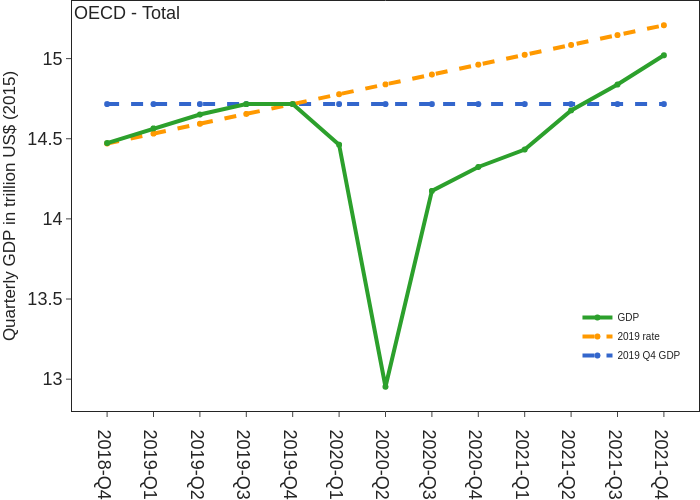 OECD - Total
Quarterly GDP in trillion US$ (2015)
15
14.5
14
13.5
13
GDP
2019 rate
2019 Q4 GDP
2018-Q4
2019-Q1
2019-Q2
2019-Q3
2019-Q4
2020-Q1
2020-Q2
2020-Q3
2020-Q4
2021-Q1
2021-Q2
2021-Q3
2021-Q4